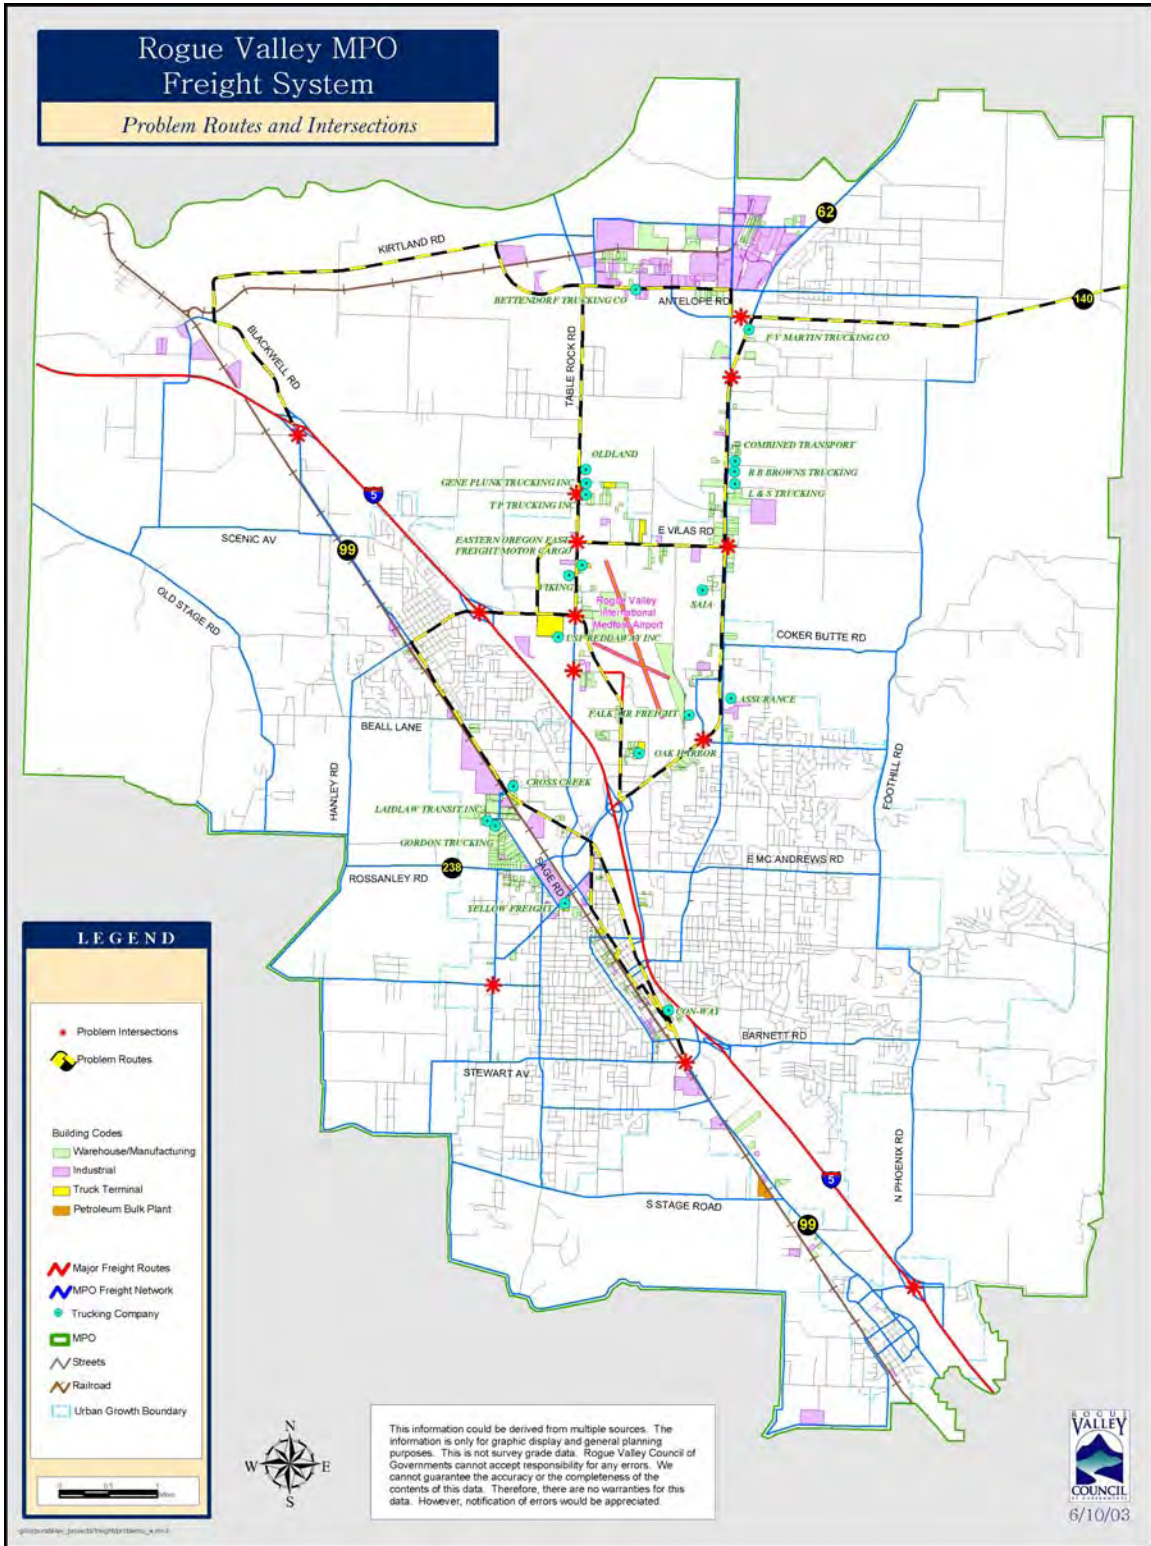 Rogue Valley MPO
Freight System
Problem Routes and Intersections
62
KIRTLAND RD
BETTENDORF TRUCKING CO
ANTELOPE RD
140
BLACKWELL RD
TABLE ROCK RD
F V MARTIN TRUCKING CO
COMBINED TRANSPORT
OLDLAND
R B BROWNS TRUCKING
GENE PLUNK TRUCKING INC
5
L & S TRUCKING
T P TRUCKING INC
SCENIC AV
99
E VILAS RD
EASTERN OREGON FAST
FREIGHT MOTOR CARGO
VIKING
OLD STAGE RD
SAIA
Rogue Valley
International
Medford Airport
USF REDDAWAY INC
COKER BUTTE RD
ASSURANCE
FALK AIR FREIGHT
BEALL LANE
OAK HARBOR
FOOTHILL RD
HANLEY RD
CROSS CREEK
LAIDLAW TRANSIT INC
GORDON TRUCKING
E MC ANDREWS RD
238
ROSSANLEY RD
SAGE RD
YELLOW FREIGHT
CON-WAY
BARNETT RD
STEWART AV
N PHOENIX RD
5
S STAGE ROAD
99
LEGEND
Problem Intersections
Problem Routes
Building Codes
Warehouse/Manufacturing
Industrial
Truck Terminal
Petroleum Bulk Plant
Major Freight Routes
MPO Freight Network
Trucking Company
MPO
Streets
Railroad
Urban Growth Boundary
0 0.5 1
Miles
N
W E
S
This information could be derived from multiple sources. The
information is only for graphic display and general planning
purposes. This is not survey grade data. Rogue Valley Council of
Governments cannot accept responsibility for any errors. We
cannot guarantee the accuracy or the completeness of the
contents of this data. Therefore, there are no warranties for this
data. However, notification of errors would be appreciated.
ROGUE
VALLEY
COUNCIL
OF GOVERNMENTS
6/10/03